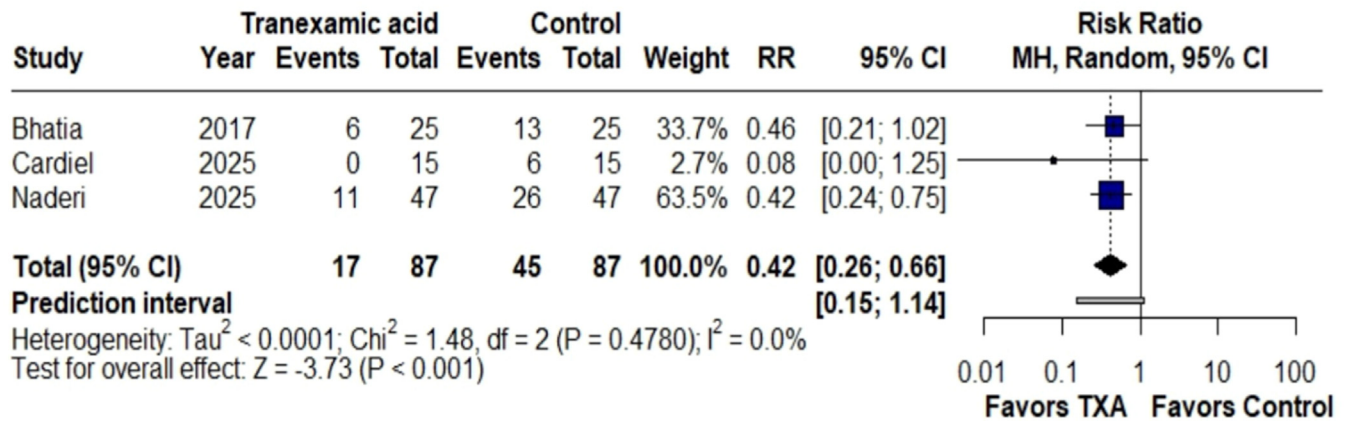 Tranexamic acid Control Risk Ratio
Study Year Events Total Events Total Weight RR 95% CI MH, Random, 95% CI
Bhatia 2017 6 25 13 25 33.7% 0.46 [0.21; 1.02]
Cardiel 2025 0 15 6 15 2.7% 0.08 [0.00; 1.25]
Naderi 2025 11 47 26 47 63.5% 0.42 [0.24; 0.75]
Total (95% CI) 17 87 45 87 100.0% 0.42 [0.26; 0.66]
Prediction interval [0.15; 1.14]
Heterogeneity: Tau² < 0.0001; Chi² = 1.48, df = 2 (P = 0.4780); I² = 0.0%
Test for overall effect: Z = -3.73 (P < 0.001)
0.01 0.1 1 10 100
Favors TXA Favors Control